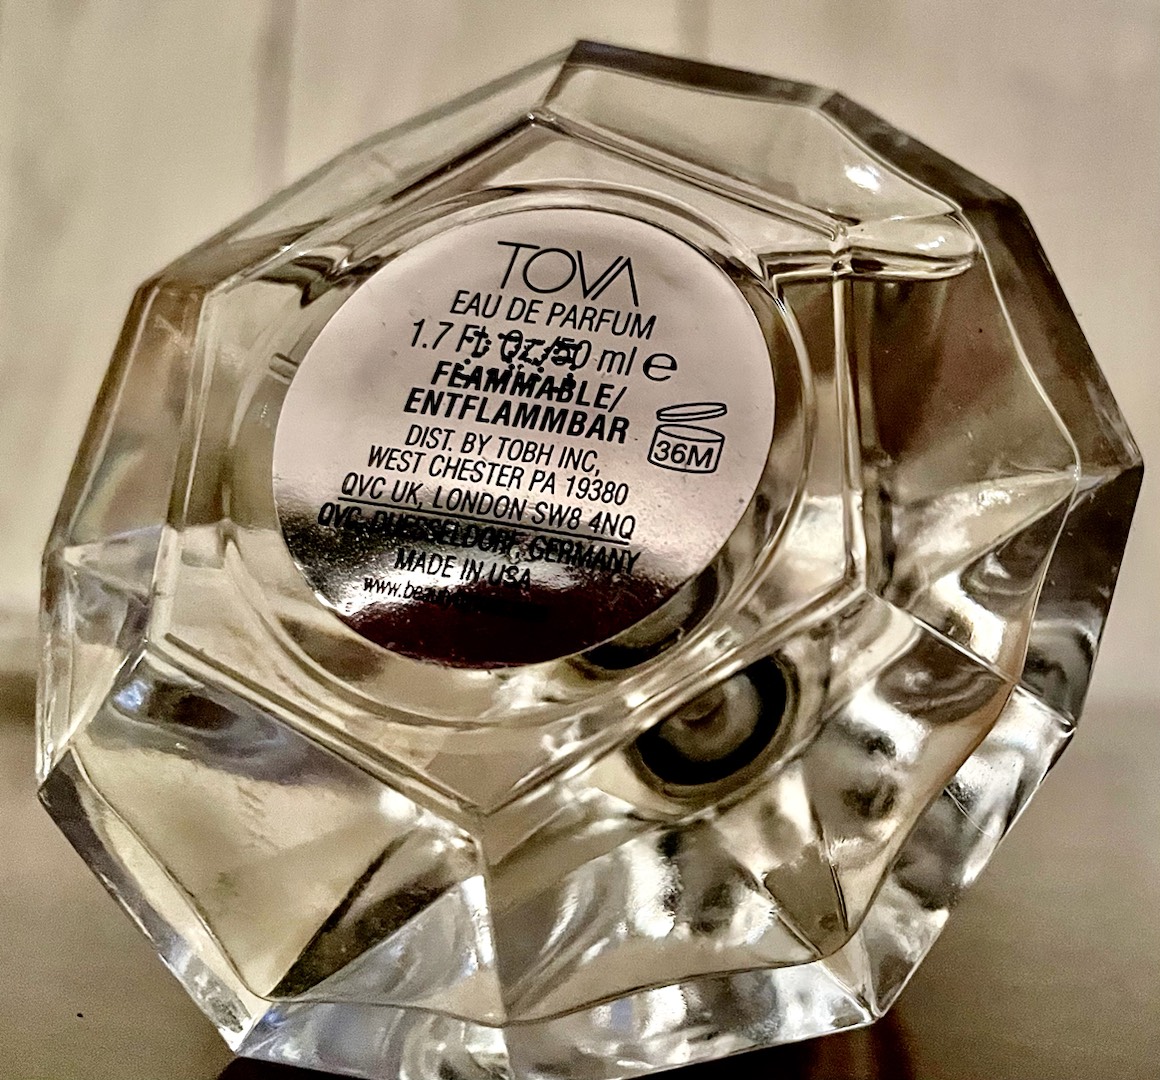 TOVA
EAU DE PARFUM
1.7 Fl Oz/50 ml ℮
FLAMMABLE/
ENTFLAMMBAR
36M
DIST. BY TOBH INC,
WEST CHESTER PA 19380
QVC UK, LONDON SW8 4NQ
QVC, DUESSELDORF, GERMANY
MADE IN USA